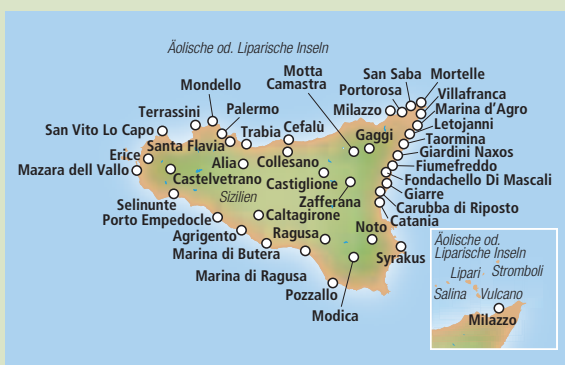 Äolische od. Liparische Inseln
Motta
Camastra
San Saba
Mortelle
Portorosa
Villafranca
Mondello
Milazzo
Marina d'Agro
Terrassini
Palermo
Cefalù
Gaggi
Letojanni
San Vito Lo Capo
Trabia
Taormina
Santa Flavia
Giardini Naxos
Erice
Alia
Collesano
Fiumefreddo
Mazara dell Vallo
Castelvetrano
Castiglione
Fondachello Di Mascali
Sizilien
Zafferana
Giarre
Selinunte
Carubba di Riposto
Porto Empedocle
Caltagirone
Catania
Agrigento
Ragusa
Noto
Marina di Butera
Syrakus
Marina di Ragusa
Pozzallo
Modica
Äolische od.
Liparische Inseln
Lipari
Stromboli
Salina
Vulcano
Milazzo